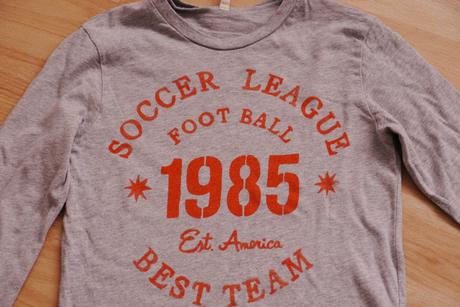 SOCCER LEAGUE
FOOT BALL
1985
Est. America
BEST TEAM